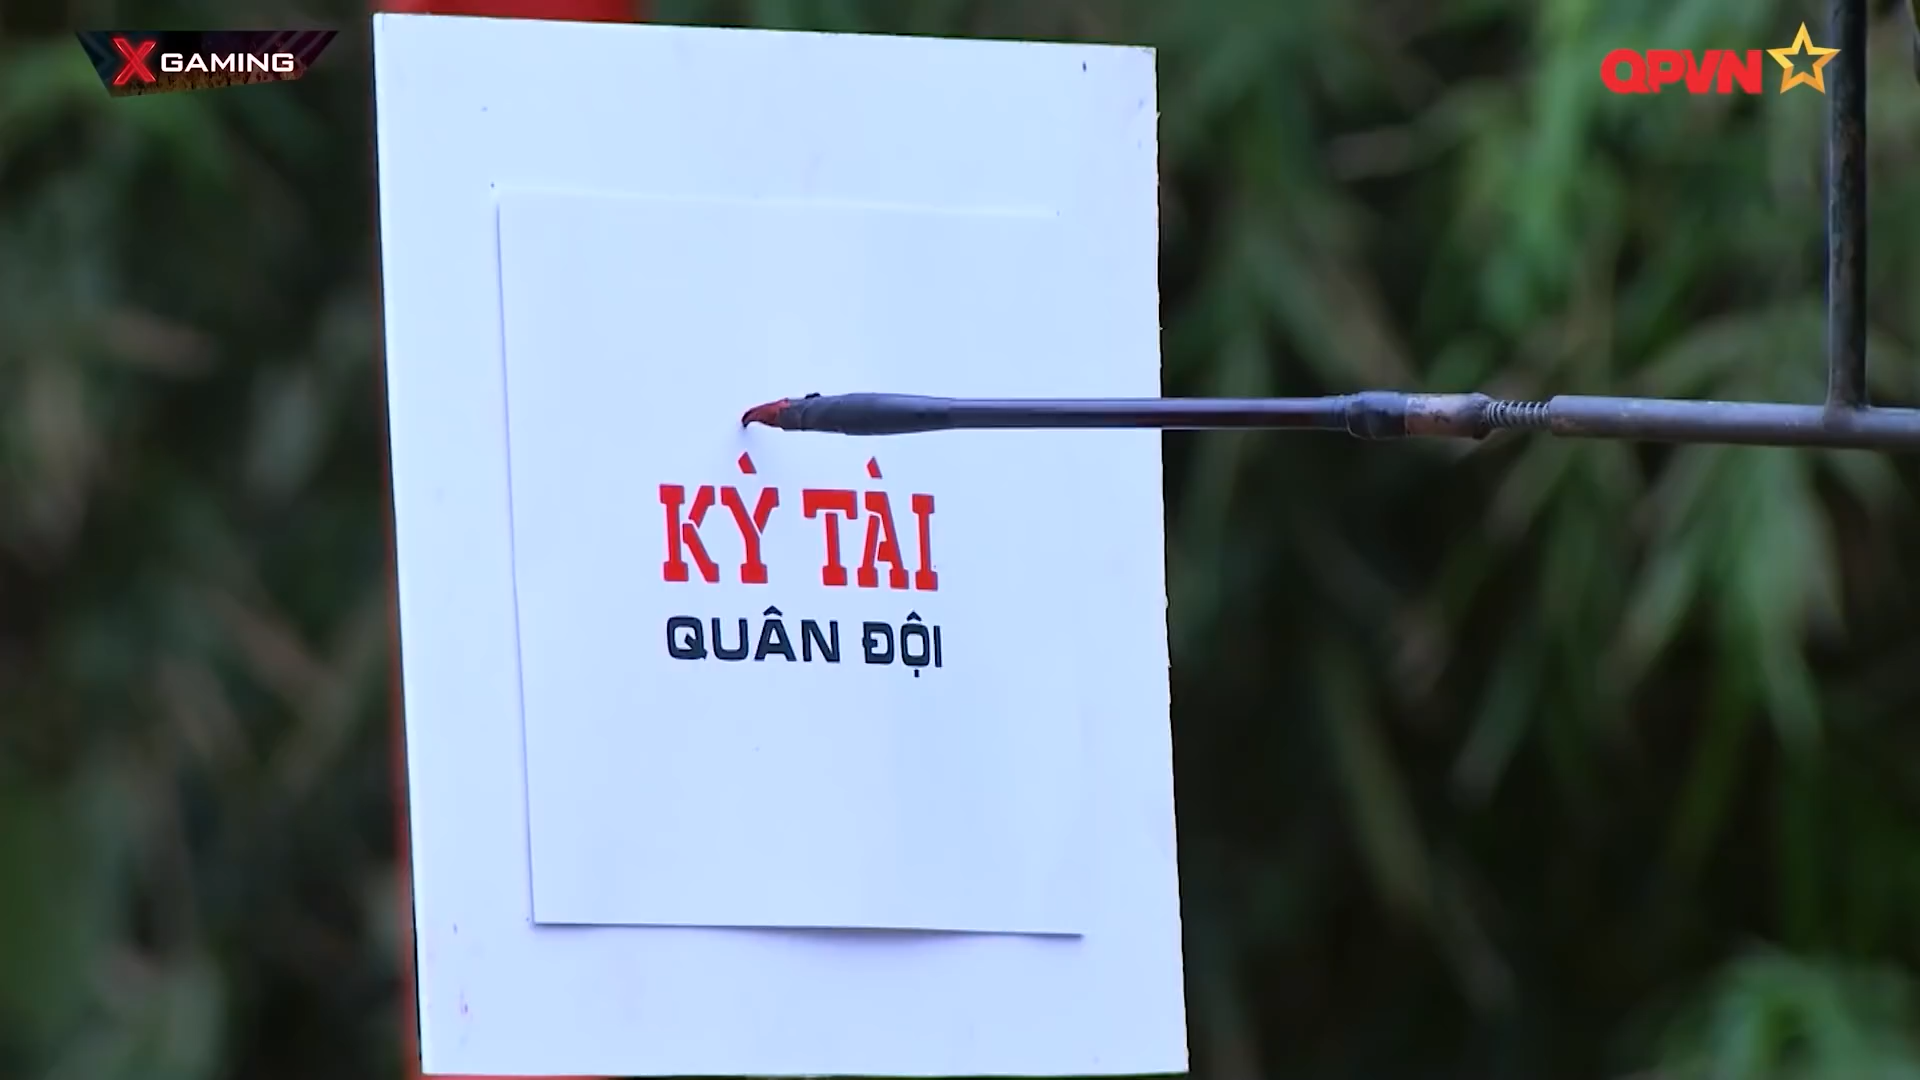 X GAMING
QPVN
KỲ TÀI
QUÂN ĐỘI